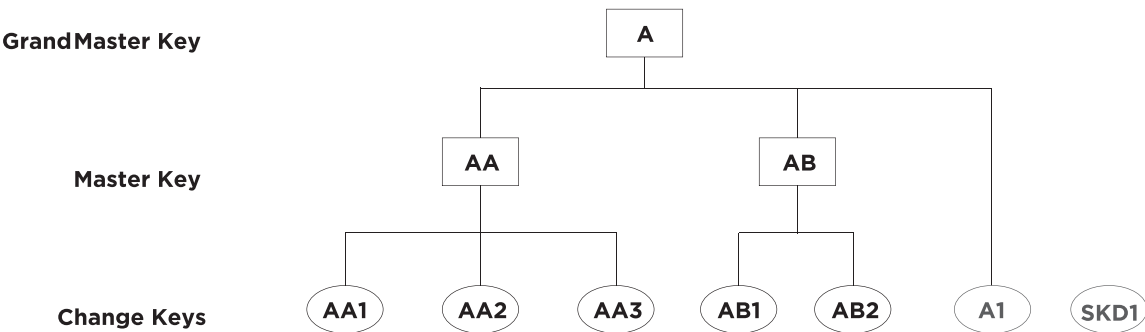 GrandMaster Key
A
Master Key
AA
AB
Change Keys
AA1
AA2
AA3
AB1
AB2
A1
SKD1